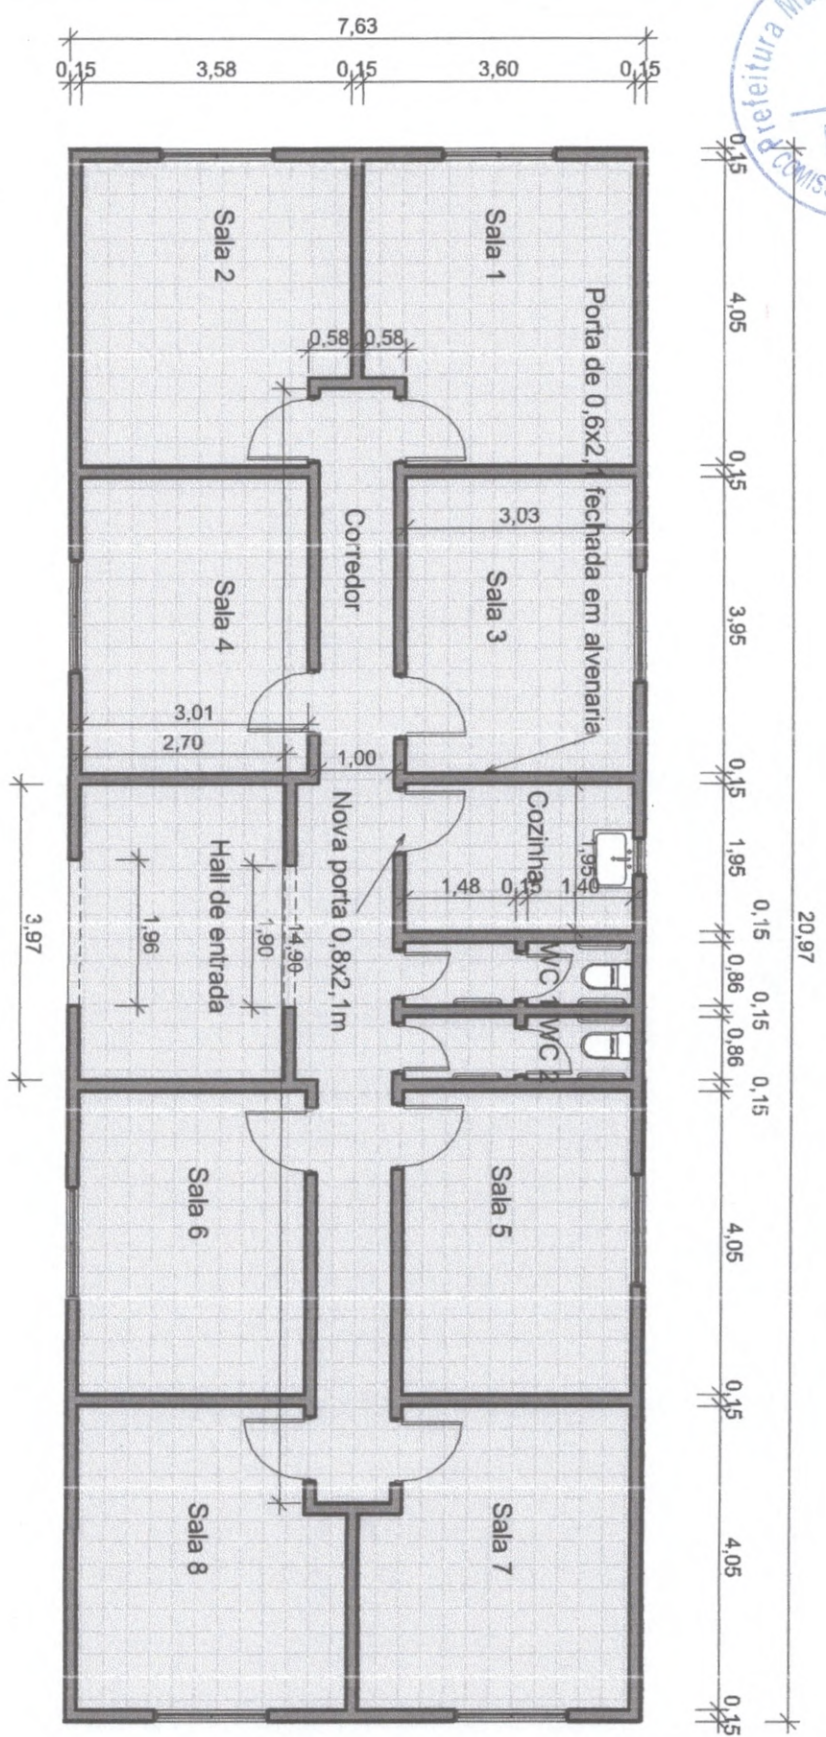 7,63
0,15 3,58 0,15 3,60 0,15
Prefeitura
COMIS
Sala 2
Sala 1
0,58 0,58
Porta de 0,6x2,1 fechada em alvenaria
Corredor
Sala 4
Sala 3
3,03
3,01
2,70
1,00
Hall de entrada
1,96
1,90
14,90
3,97
Nova porta 0,8x2,1m
Cozinha
1,95
1,48 0,15 1,40
WC 1
WC 2
Sala 6
Sala 5
Sala 8
Sala 7
0,15
4,05
0,15
3,95
0,15
1,95
0,15
0,86
0,15
0,86
0,15
4,05
0,15
4,05
0,15
20,97